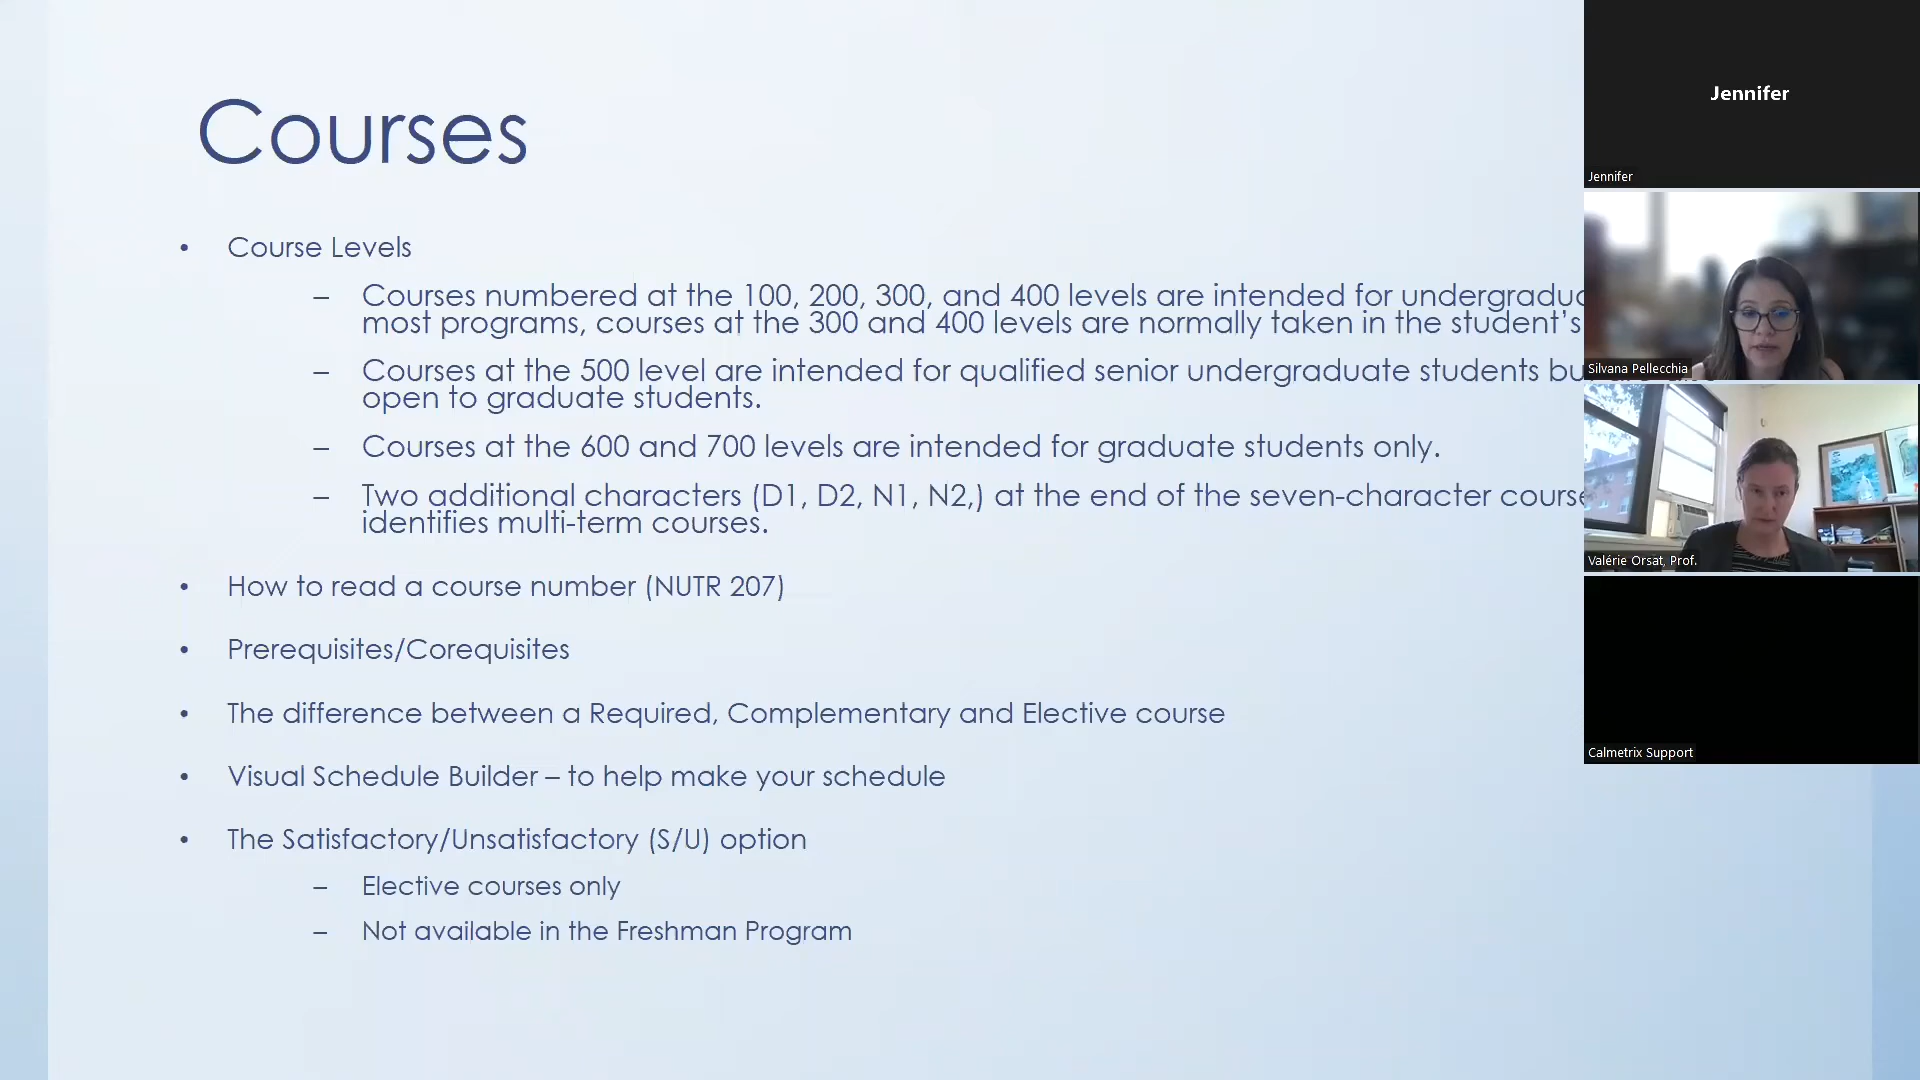 Courses
• Course Levels
– Courses numbered at the 100, 200, 300, and 400 levels are intended for
most programs, courses at the 300 and 400 levels are normally taken in the student’s
– Courses at the 500 level are intended for qualified senior undergraduate students
open to graduate students.
– Courses at the 600 and 700 levels are intended for graduate students only.
– Two additional characters (D1, D2, N1, N2,) at the end of the seven-character
identifies multi-term courses.
• How to read a course number (NUTR 207)
• Prerequisites/Corequisites
• The difference between a Required, Complementary and Elective course
• Visual Schedule Builder – to help make your schedule
• The Satisfactory/Unsatisfactory (S/U) option
– Elective courses only
– Not available in the Freshman Program
Jennifer
Jennifer
Silvana Pellecchia
Valérie Orsat, Prof.
Calmetrix Support